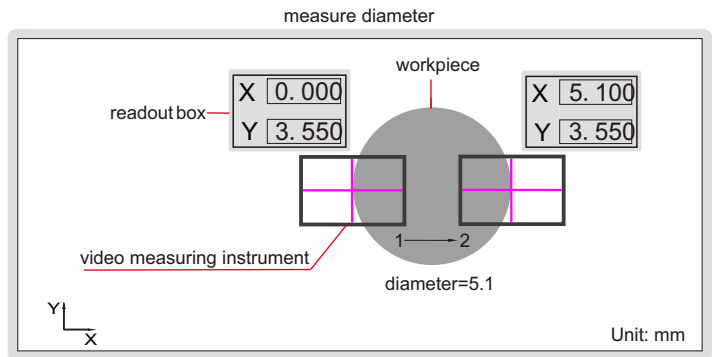 measure diameter
workpiece
readout box
X 0.000
Y 3.550
X 5.100
Y 3.550
video measuring instrument
1 2
diameter=5.1
Y
X
Unit: mm